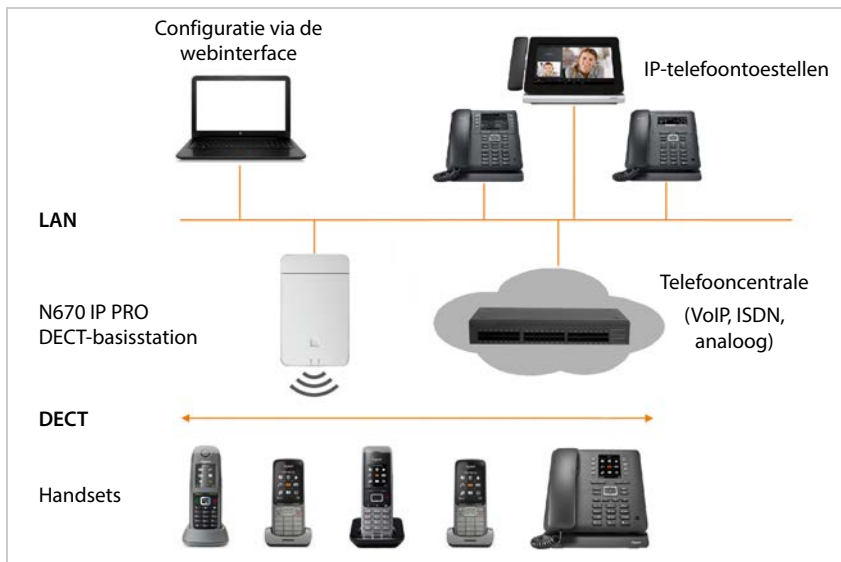 Configuratie via de
webinterface
IP-telefoontoestellen
LAN
N670 IP PRO
DECT-basisstation
Telefooncentrale
(VoIP, ISDN,
analoog)
DECT
Handsets